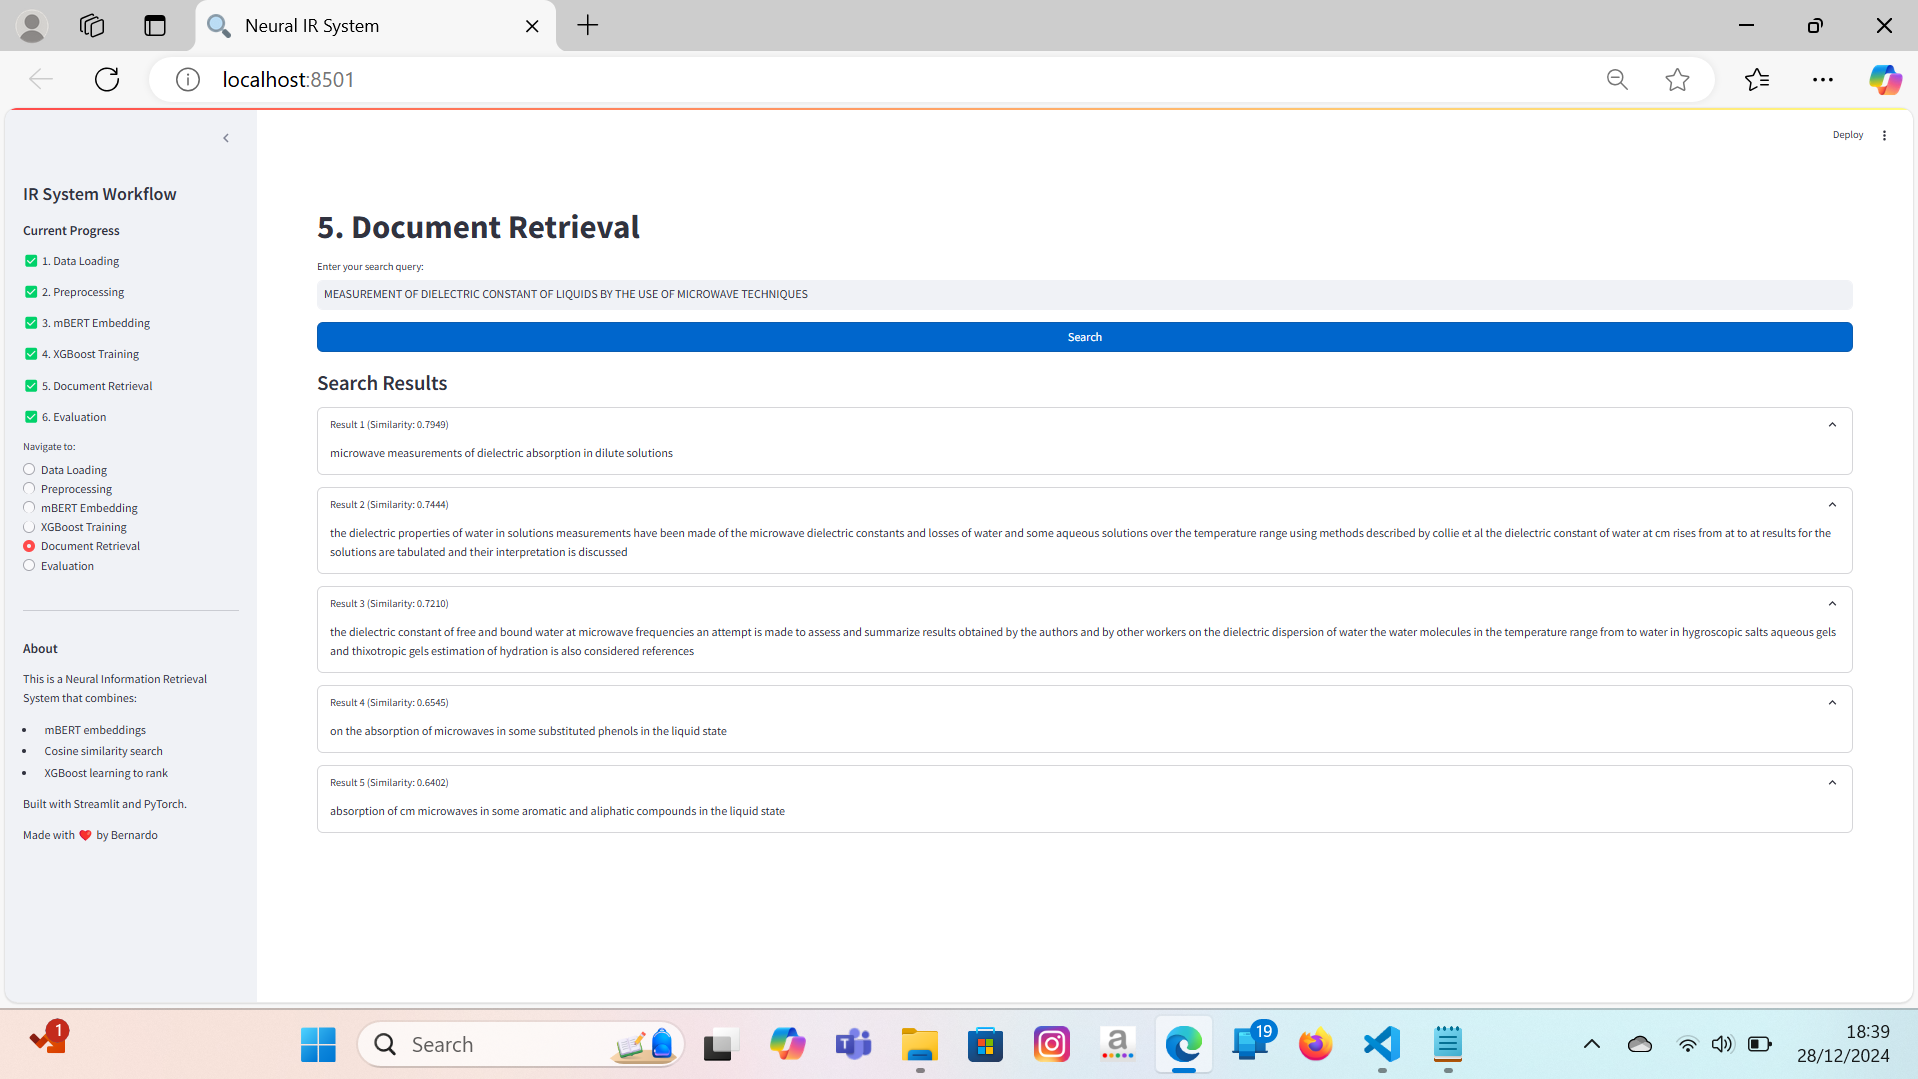 Neural IR System
localhost:8501
Deploy
IR System Workflow
Current Progress
1. Data Loading
2. Preprocessing
3. mBERT Embedding
4. XGBoost Training
5. Document Retrieval
6. Evaluation
Navigate to:
Data Loading
Preprocessing
mBERT Embedding
XGBoost Training
Document Retrieval
Evaluation
About
This is a Neural Information Retrieval
System that combines:
• mBERT embeddings
• Cosine similarity search
• XGBoost learning to rank
Built with Streamlit and PyTorch.
Made with ❤️ by Bernardo
5. Document Retrieval
Enter your search query:
MEASUREMENT OF DIELECTRIC CONSTANT OF LIQUIDS BY THE USE OF MICROWAVE TECHNIQUES
Search
Search Results
Result 1 (Similarity: 0.7949)
microwave measurements of dielectric absorption in dilute solutions
Result 2 (Similarity: 0.7444)
the dielectric properties of water in solutions measurements have been made of the microwave dielectric constants and losses of water and some aqueous solutions over the temperature range using methods described by collie et al the dielectric constant of water at cm rises from at to at results for the
solutions are tabulated and their interpretation is discussed
Result 3 (Similarity: 0.7210)
the dielectric constant of free and bound water at microwave frequencies an attempt is made to assess and summarize results obtained by the authors and by other workers on the dielectric dispersion of water the water molecules in the temperature range from to water in hygroscopic salts aqueous gels
and thixotropic gels estimation of hydration is also considered references
Result 4 (Similarity: 0.6545)
on the absorption of microwaves in some substituted phenols in the liquid state
Result 5 (Similarity: 0.6402)
absorption of cm microwaves in some aromatic and aliphatic compounds in the liquid state
1
Search
T
a
19
18:39
28/12/2024